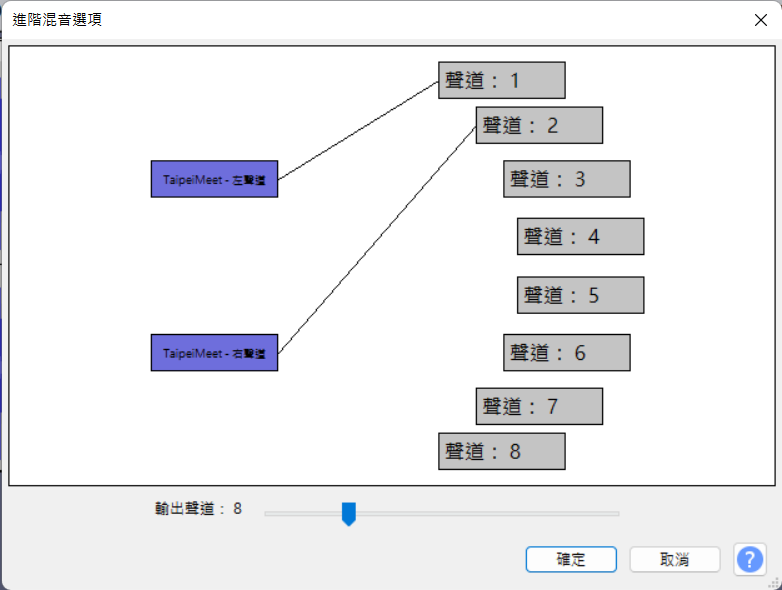 進階混音選項
聲道： 1
聲道： 2
TaipeiMeet - 左聲道
聲道： 3
聲道： 4
聲道： 5
TaipeiMeet - 右聲道
聲道： 6
聲道： 7
聲道： 8
輸出聲道： 8
確定
取消
?